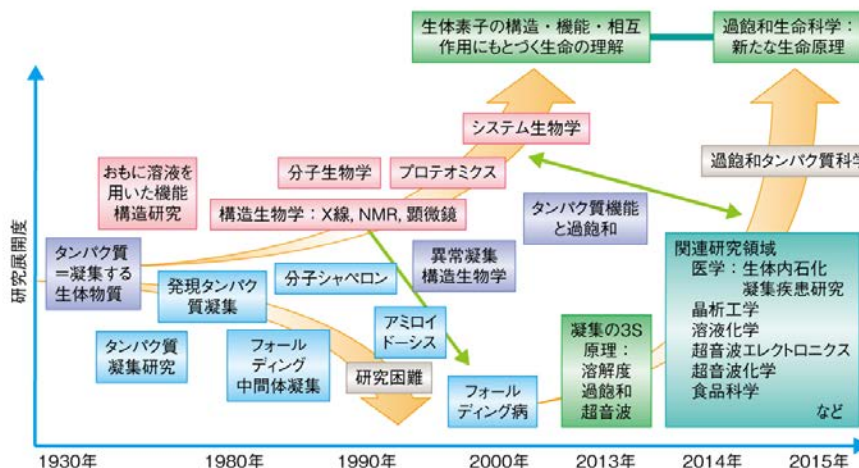 生体素子の構造・機能・相互
作用にもとづく生命の理解
過飽和生命科学：
新たな生命原理
システム生物学
過飽和タンパク質科学
おもに溶液を
用いた機能
構造研究
分子生物学
プロテオミクス
構造生物学：X線, NMR, 顕微鏡
タンパク質機能
と過飽和
研究展開度
タンパク質
＝凝集する
生体物質
発現タンパク
質凝集
分子シャペロン
異常凝集
構造生物学
関連研究領域
医学：生体内石化
凝集疾患研究
晶析工学
溶液化学
超音波エレクトロニクス
超音波化学
食品科学
など
タンパク質
凝集研究
フォール
ディング
中間体凝集
アミロイ
ドーシス
研究困難
フォール
ディング病
凝集の3S
原理：
溶解度
過飽和
超音波
1930年
1980年
1990年
2000年
2013年
2014年
2015年